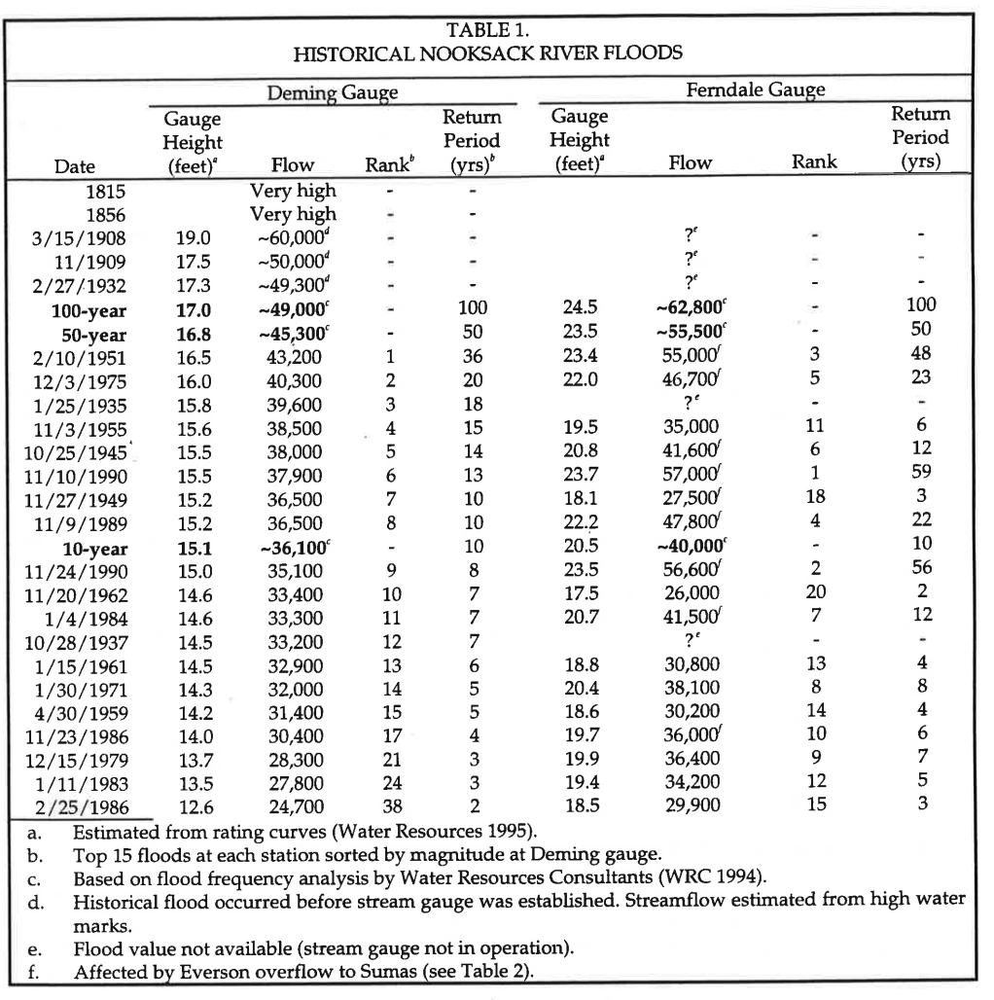 TABLE 1.
HISTORICAL NOOKSACK RIVER FLOODS
Deming Gauge Ferndale Gauge
Gauge Return Gauge Return
Height Period Height Period
Date (feet)ᵃ Flow Rankᵇ (yrs)ᵇ (feet)ᵃ Flow Rank (yrs)
1815 Very high - -
1856 Very high - -
3/15/1908 19.0 ~60,000ᵈ - - ?ᵉ - -
11/1909 17.5 ~50,000ᵈ - - ?ᵉ - -
2/27/1932 17.3 ~49,300ᵈ - - ?ᵉ - -
100-year 17.0 ~49,000ᶜ - 100 24.5 ~62,800ᶜ - 100
50-year 16.8 ~45,300ᶜ - 50 23.5 ~55,500ᶜ - 50
2/10/1951 16.5 43,200 1 36 23.4 55,000ᶠ 3 48
12/3/1975 16.0 40,300 2 20 22.0 46,700ᶠ 5 23
1/25/1935 15.8 39,600 3 18 ?ᵉ - -
11/3/1955 15.6 38,500 4 15 19.5 35,000 11 6
10/25/1945 15.5 38,000 5 14 20.8 41,600ᶠ 6 12
11/10/1990 15.5 37,900 6 13 23.7 57,000ᶠ 1 59
11/27/1949 15.2 36,500 7 10 18.1 27,500ᶠ 18 3
11/9/1989 15.2 36,500 8 10 22.2 47,800ᶠ 4 22
10-year 15.1 ~36,100ᶜ - 10 20.5 ~40,000ᶜ - 10
11/24/1990 15.0 35,100 9 8 23.5 56,600ᶠ 2 56
11/20/1962 14.6 33,400 10 7 17.5 26,000 20 2
1/4/1984 14.6 33,300 11 7 20.7 41,500ᶠ 7 12
10/28/1937 14.5 33,200 12 7 ?ᵉ - -
1/15/1961 14.5 32,900 13 6 18.8 30,800 13 4
1/30/1971 14.3 32,000 14 5 20.4 38,100 8 8
4/30/1959 14.2 31,400 15 5 18.6 30,200 14 4
11/23/1986 14.0 30,400 17 4 19.7 36,000ᶠ 10 6
12/15/1979 13.7 28,300 21 3 19.9 36,400 9 7
1/11/1983 13.5 27,800 24 3 19.4 34,200 12 5
2/25/1986 12.6 24,700 38 2 18.5 29,900 15 3
a. Estimated from rating curves (Water Resources 1995).
b. Top 15 floods at each station sorted by magnitude at Deming gauge.
c. Based on flood frequency analysis by Water Resources Consultants (WRC 1994).
d. Historical flood occurred before stream gauge was established. Streamflow estimated from high water
marks.
e. Flood value not available (stream gauge not in operation).
f. Affected by Everson overflow to Sumas (see Table 2).